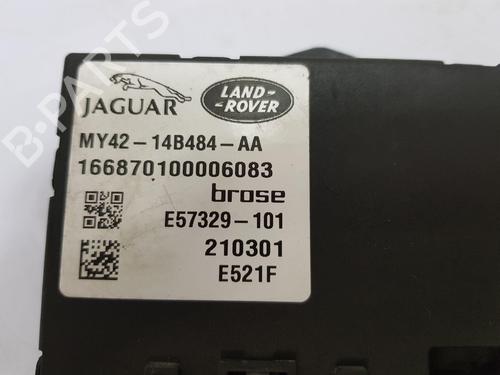 B-PARTS
JAGUAR
LAND-
ROVER
MY42-14B484-AA
166870100006083
brose
E57329-101
210301
E521F